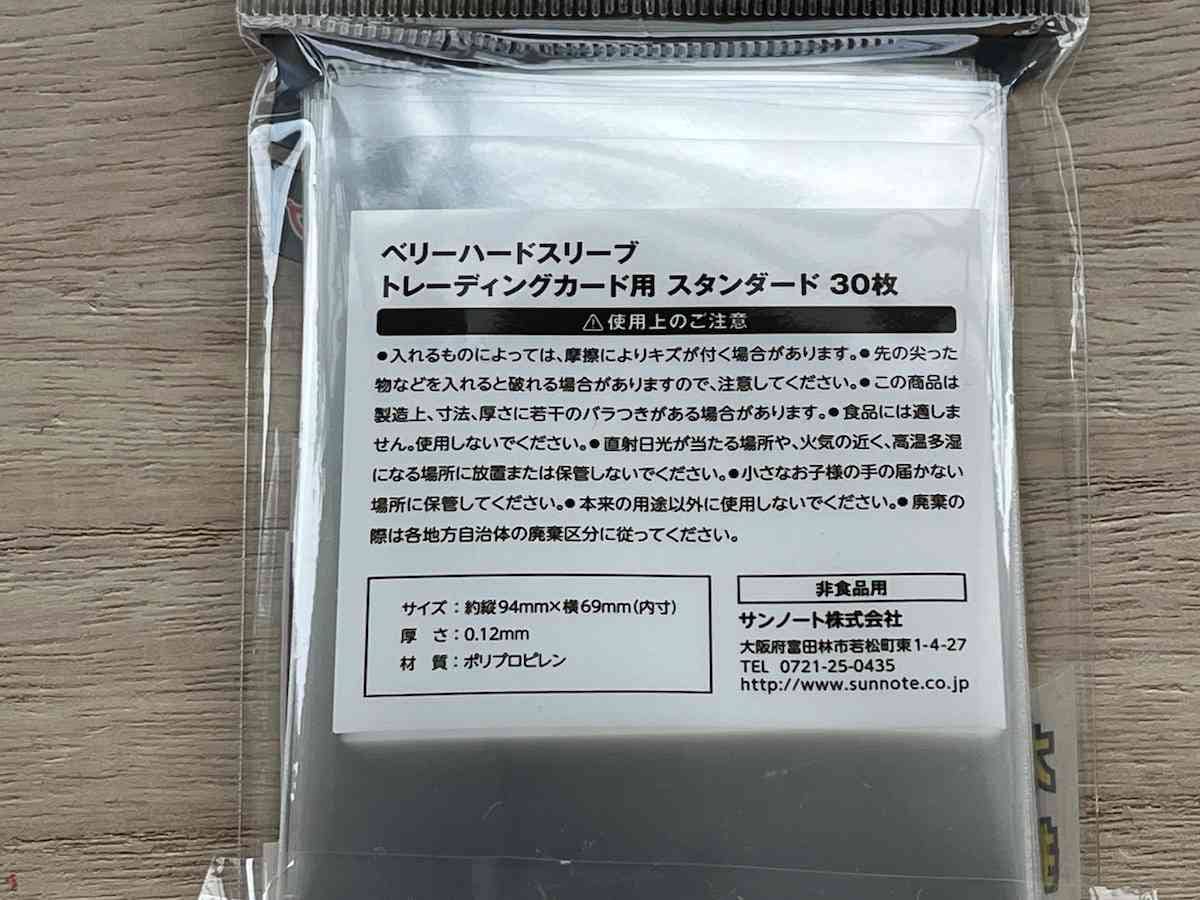 ベリーハードスリーブ
トレーディングカード用 スタンダード 30枚
⚠使用上のご注意
●入れるものによっては、摩擦によりキズが付く場合があります。●先の尖った
物などを入れると破れる場合がありますので、注意してください。●この商品は
製造上、寸法、厚さに若干のバラつきがある場合があります。●食品には適しま
せん。使用しないでください。●直射日光が当たる場所や、火気の近く、高温多湿
になる場所に放置または保管しないでください。●小さなお子様の手の届かない
場所に保管してください。●本来の用途以外に使用しないでください。●廃棄の
際は各地方自治体の廃棄区分に従ってください。
サイズ:約縦94mm×横69mm(内寸)
厚 さ:0.12mm
材 質:ポリプロピレン
非食品用
サンノート株式会社
大阪府富田林市若松町東1-4-27
TEL 0721-25-0435
http://www.sunnote.co.jp